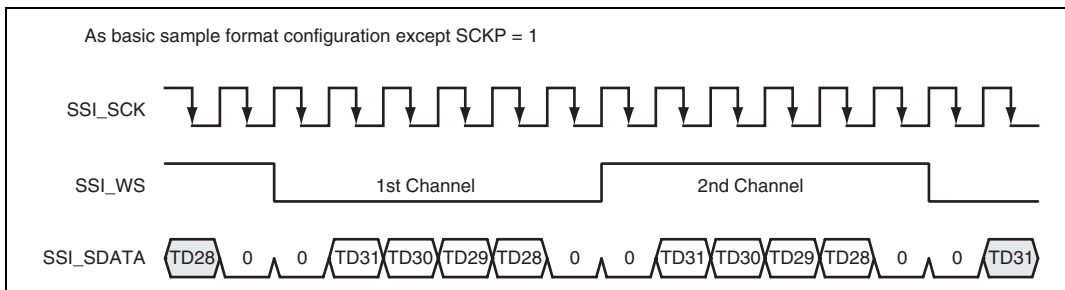 As basic sample format configuration except SCKP = 1
SSI_SCK
SSI_WS 1st Channel 2nd Channel
SSI_SDATA TD28 0 0 TD31 TD30 TD29 TD28 0 0 TD31 TD30 TD29 TD28 0 0 TD31